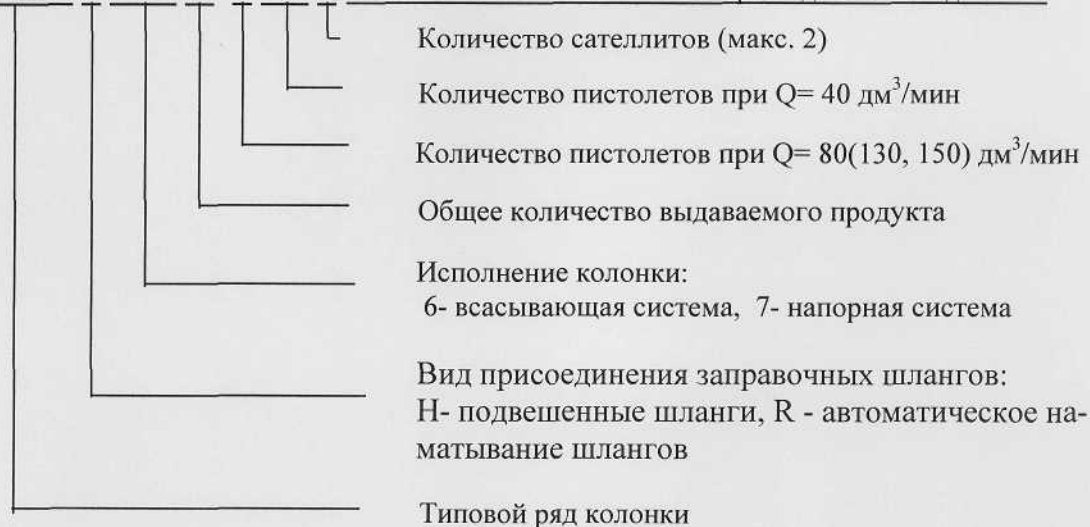 Количество сателлитов (макс. 2)
Количество пистолетов при Q= 40 дм³/мин
Количество пистолетов при Q= 80(130, 150) дм³/мин
Общее количество выдаваемого продукта
Исполнение колонки:
6- всасывающая система, 7- напорная система
Вид присоединения заправочных шлангов:
Н- подвешенные шланги, R - автоматическое на-
матывание шлангов
Типовой ряд колонки